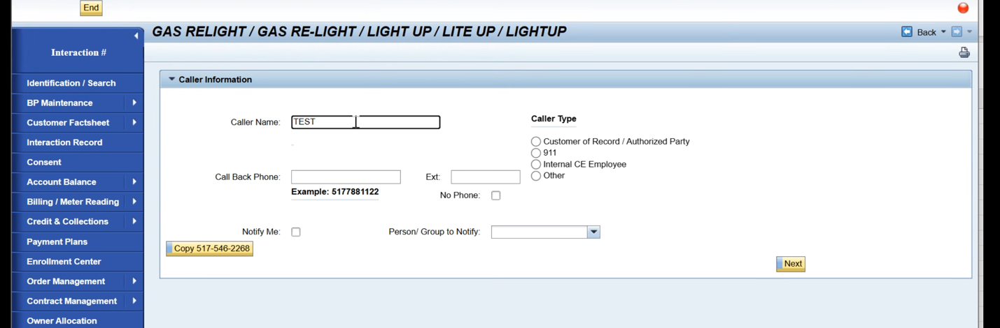 End
GAS RELIGHT / GAS RE-LIGHT / LIGHT UP / LITE UP / LIGHTUP
Back
Interaction #
Identification / Search
BP Maintenance
Customer Factsheet
Interaction Record
Consent
Account Balance
Billing / Meter Reading
Credit & Collections
Payment Plans
Enrollment Center
Order Management
Contract Management
Owner Allocation
Caller Information
Caller Name: TEST
Caller Type
Customer of Record / Authorized Party
911
Internal CE Employee
Other
Call Back Phone: Ext:
Example: 5177881122
No Phone:
Notify Me: Person/ Group to Notify:
Copy 517-546-2268
Next